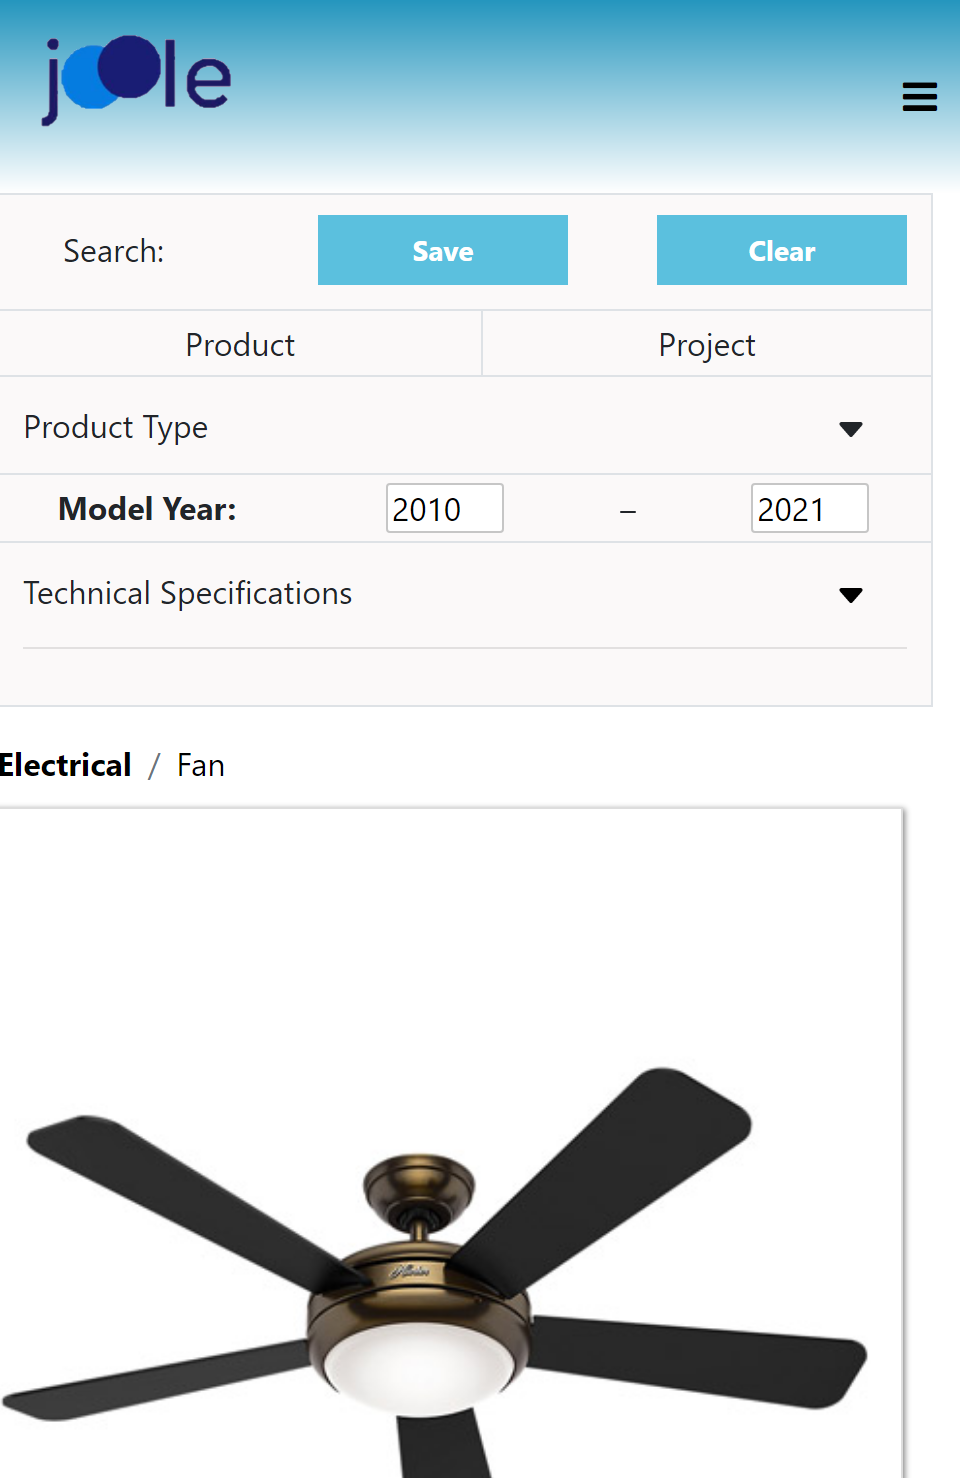 joole
Search: Save Clear
Product Project
Product Type
Model Year: 2010 – 2021
Technical Specifications
Electrical / Fan
Hunter